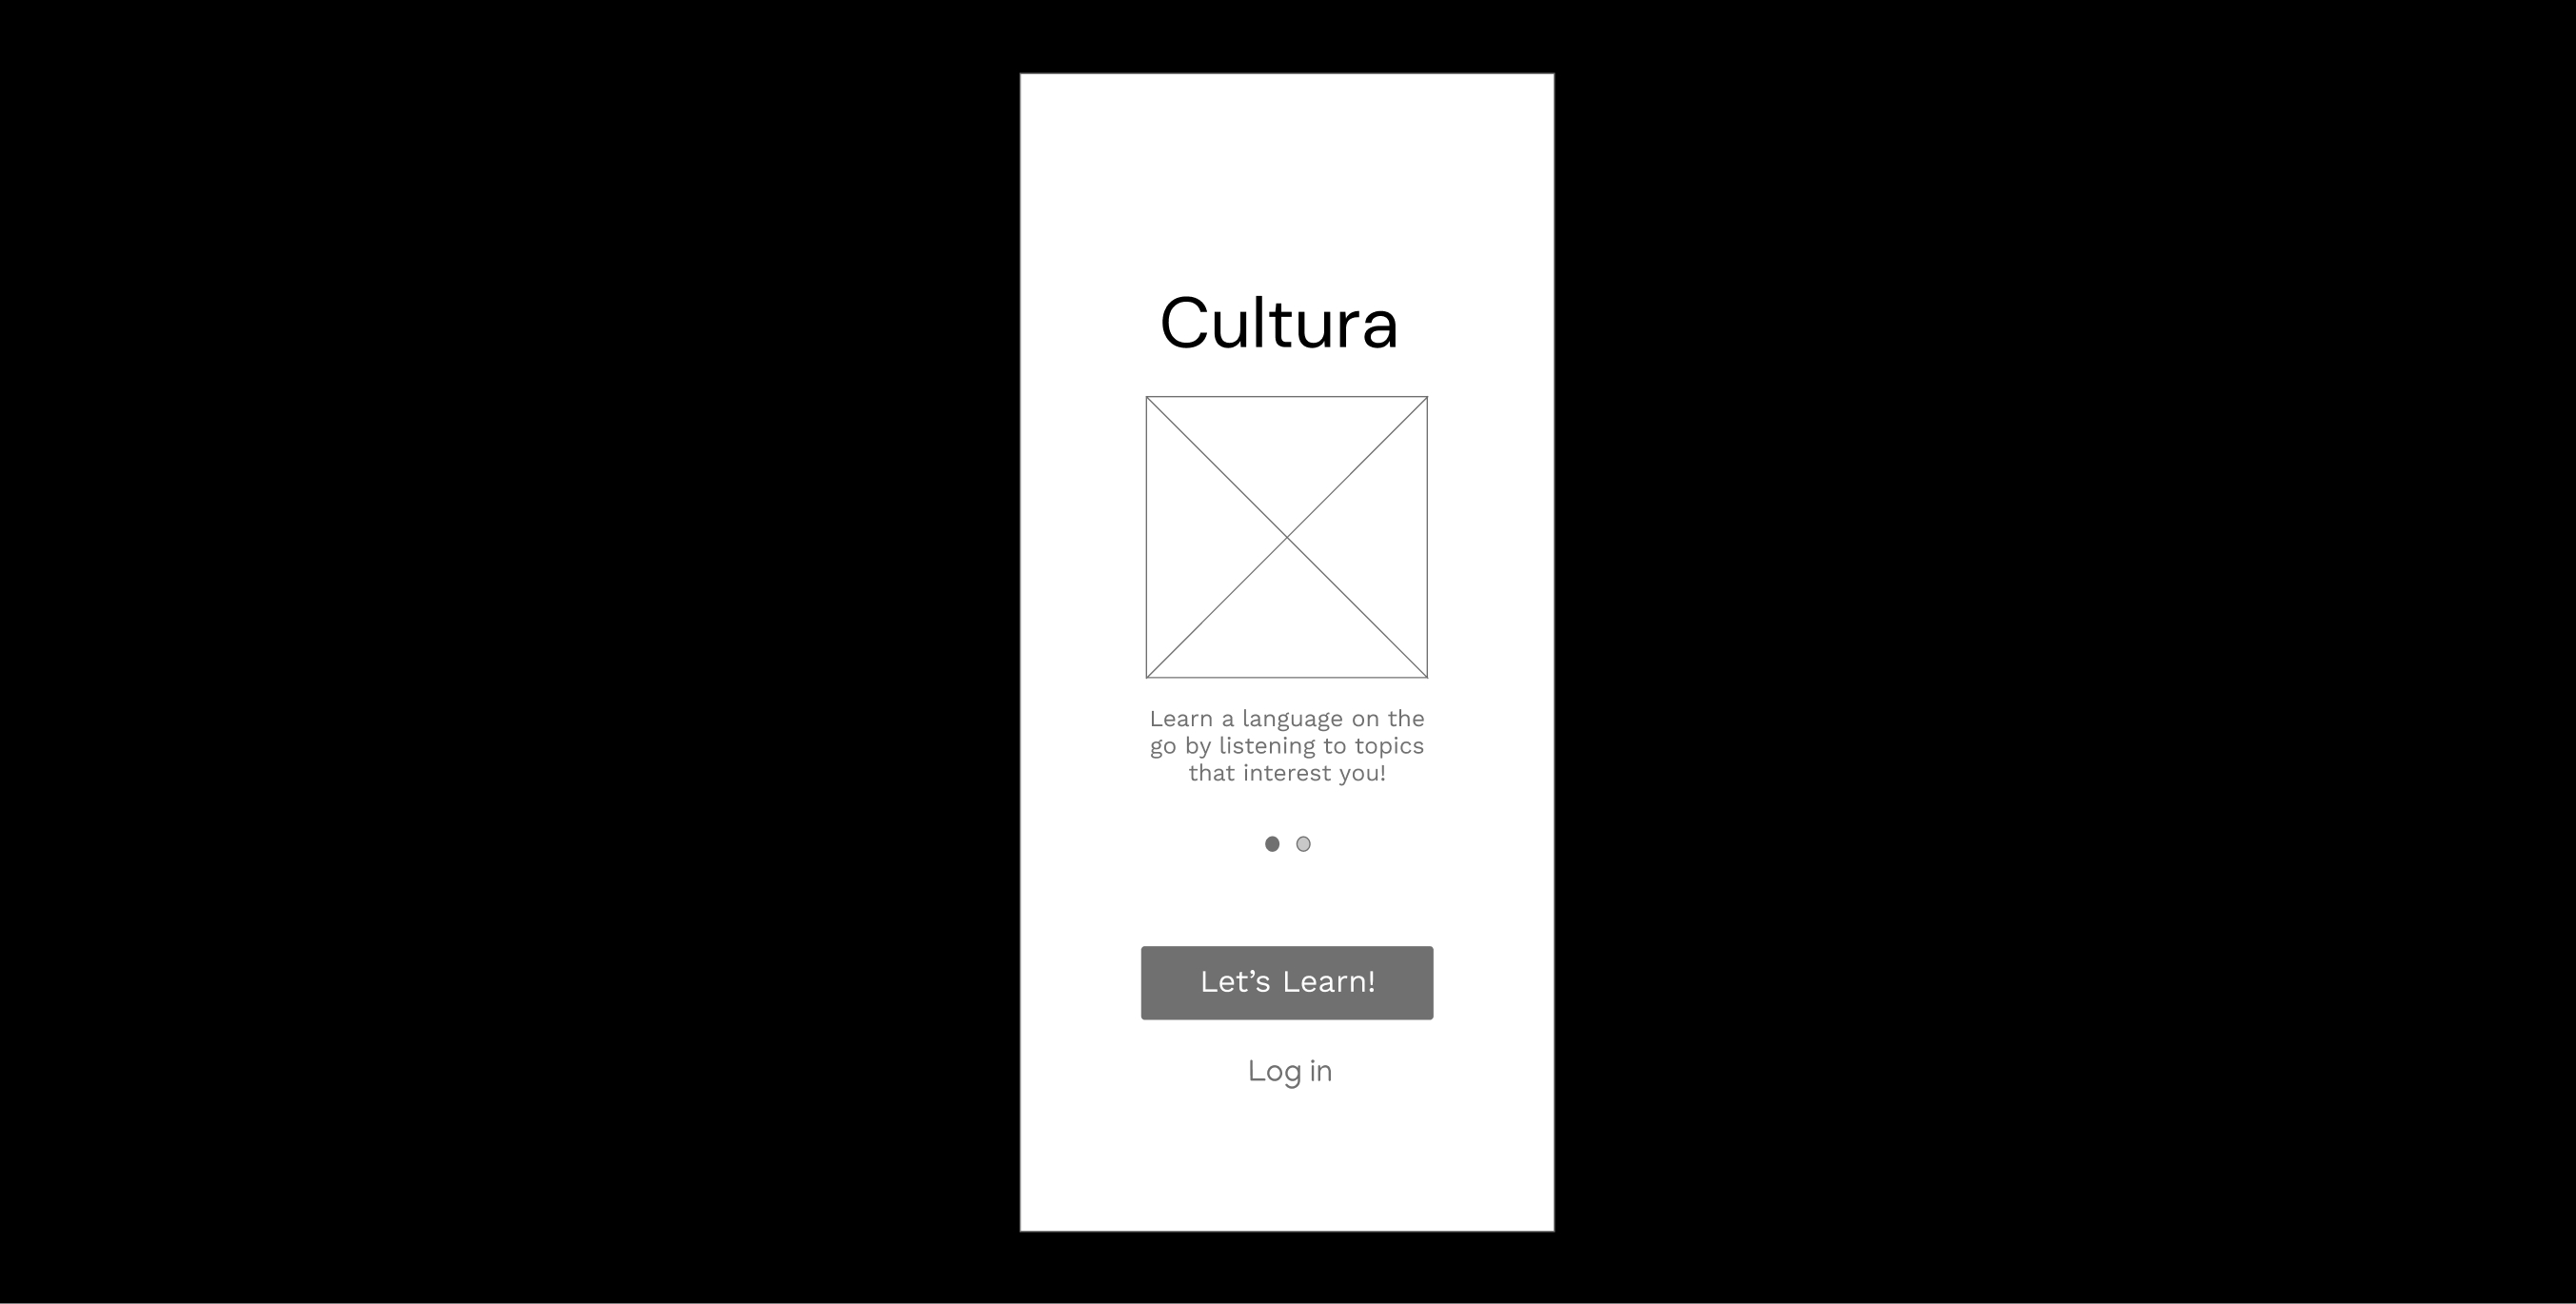 Cultura
Learn a language on the
go by listening to topics
that interest you!
Let’s Learn!
Log in